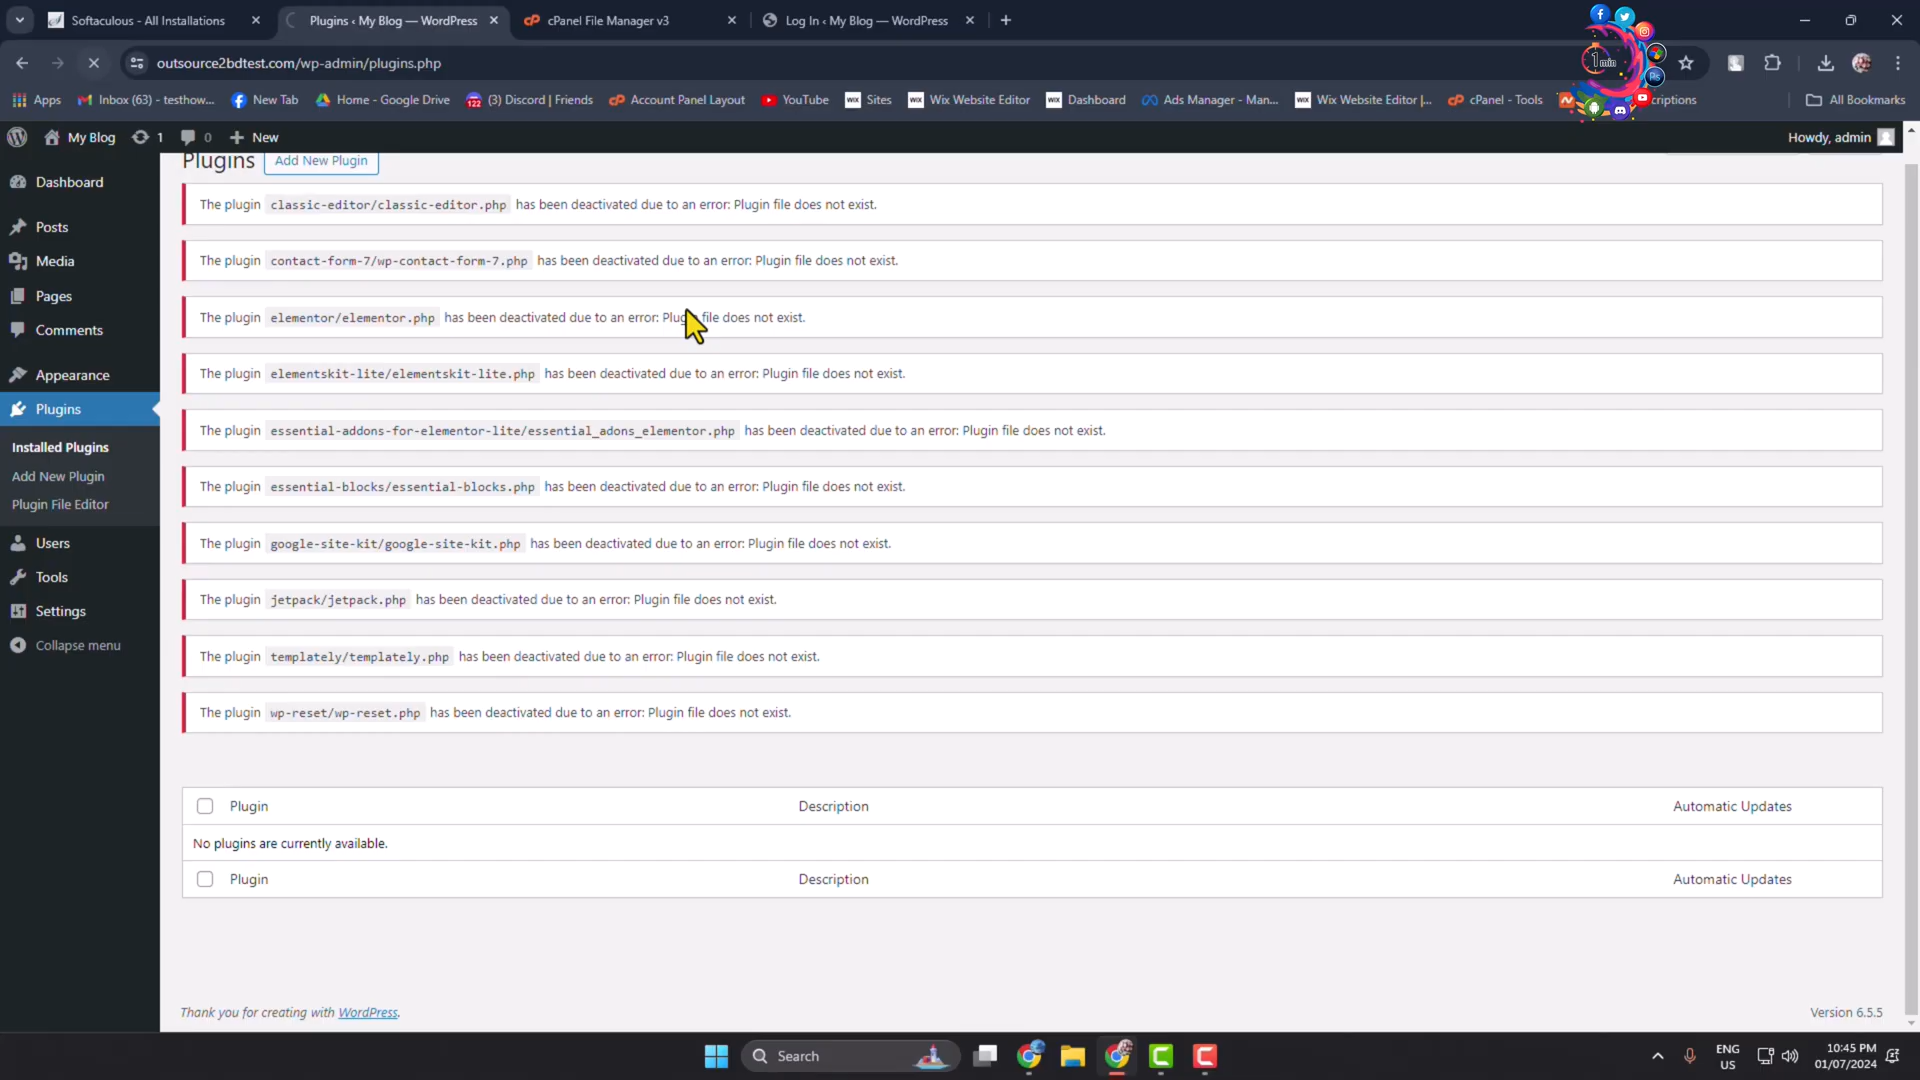 Softaculous - All Installations
Plugins ‹ My Blog — WordPress
cPanel File Manager v3
Log In ‹ My Blog — WordPress
outsource2bdtest.com/wp-admin/plugins.php
1 min
Apps
Inbox (63) - testhow...
New Tab
Home - Google Drive
(3) Discord | Friends
Account Panel Layout
YouTube
Sites
Wix Website Editor
Dashboard
Ads Manager - Man...
Wix Website Editor |...
cPanel - Tools
criptions
All Bookmarks
My Blog
1
0
New
Howdy, admin
Plugins
Add New Plugin
Dashboard
Posts
Media
Pages
Comments
Appearance
Plugins
Installed Plugins
Add New Plugin
Plugin File Editor
Users
Tools
Settings
Collapse menu
The plugin classic-editor/classic-editor.php has been deactivated due to an error: Plugin file does not exist.
The plugin contact-form-7/wp-contact-form-7.php has been deactivated due to an error: Plugin file does not exist.
The plugin elementor/elementor.php has been deactivated due to an error: Plugin file does not exist.
The plugin elementskit-lite/elementskit-lite.php has been deactivated due to an error: Plugin file does not exist.
The plugin essential-addons-for-elementor-lite/essential_adons_elementor.php has been deactivated due to an error: Plugin file does not exist.
The plugin essential-blocks/essential-blocks.php has been deactivated due to an error: Plugin file does not exist.
The plugin google-site-kit/google-site-kit.php has been deactivated due to an error: Plugin file does not exist.
The plugin jetpack/jetpack.php has been deactivated due to an error: Plugin file does not exist.
The plugin templately/templately.php has been deactivated due to an error: Plugin file does not exist.
The plugin wp-reset/wp-reset.php has been deactivated due to an error: Plugin file does not exist.
Plugin Description Automatic Updates
No plugins are currently available.
Plugin Description Automatic Updates
Thank you for creating with WordPress.
Version 6.5.5
Search
ENG
US
10:45 PM
01/07/2024